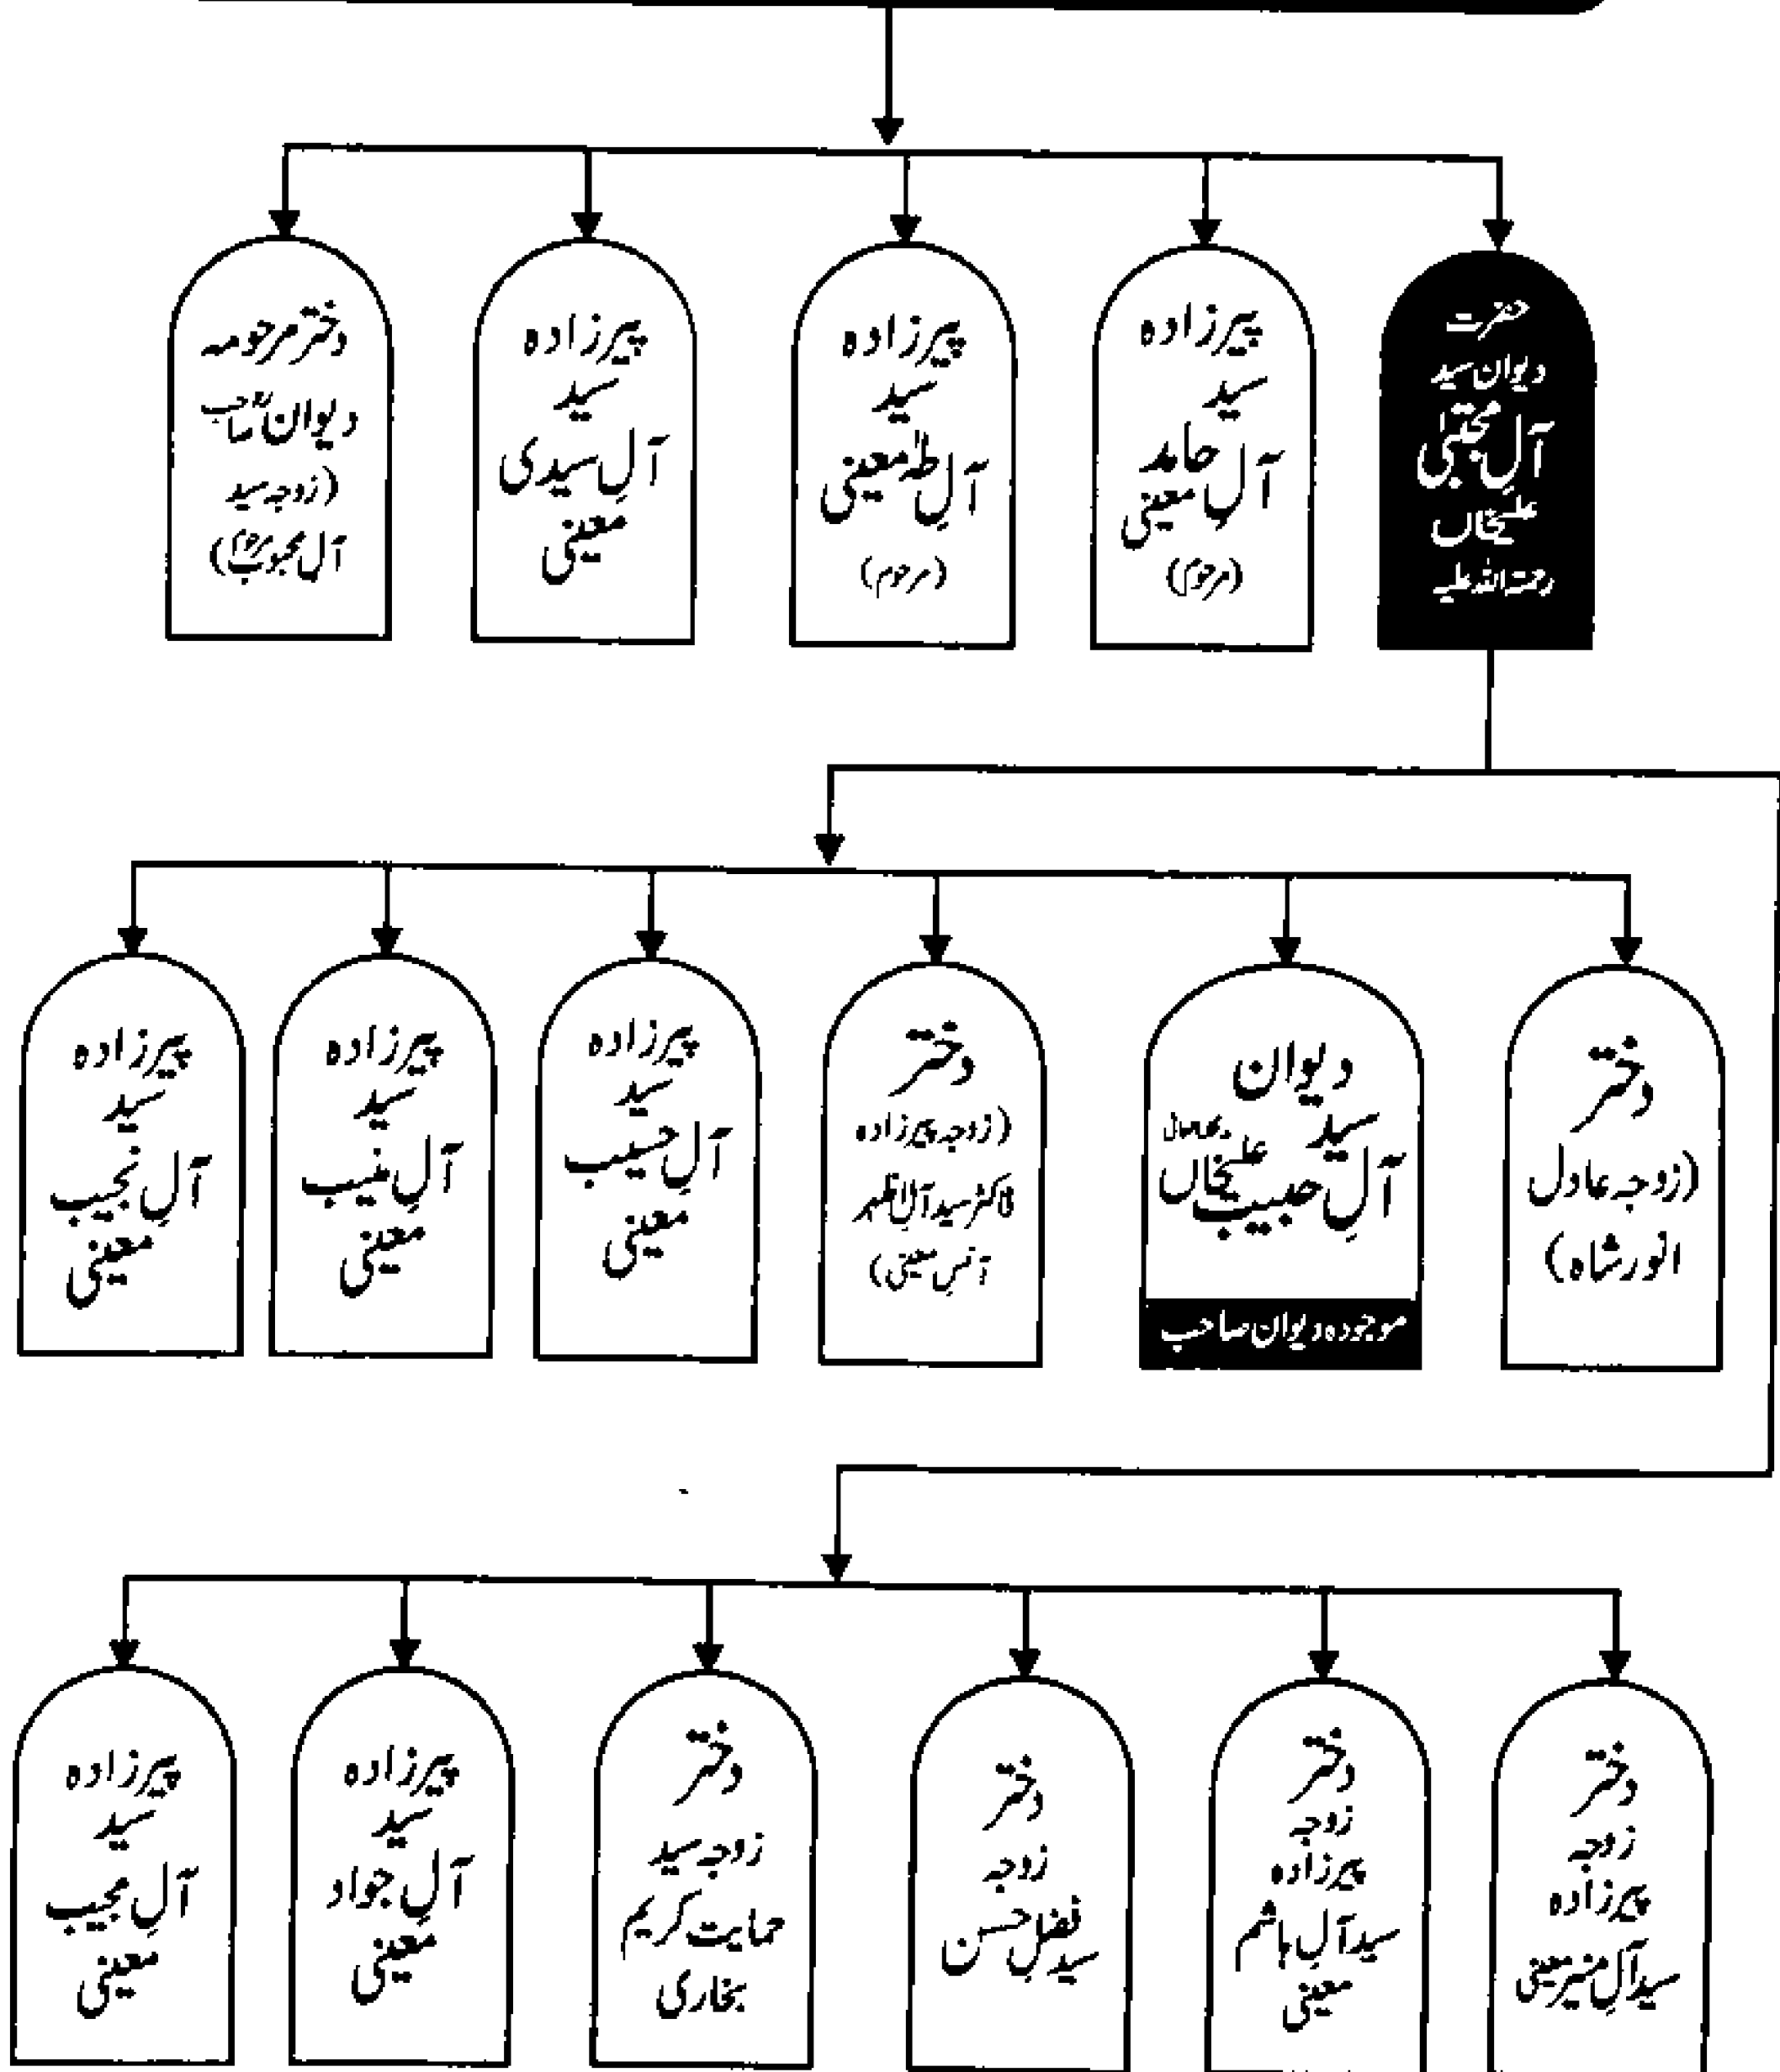 حضرت
دیوان سید
آلِ مجتبیٰ
علیخاں
رحمتہ اللہ علیہ
پیرزادہ
سید
آلِ حامد
معینی
(مرحوم)
پیرزادہ
سید
آلِ طہٰ معینی
(مرحوم)
پیرزادہ
سید
آلِ سیدی
معینی
دختر مرحومہ
دیوان صاحب
(زوجہ سید
آل محبوب مرحوم)
دختر
(زوجہ عادل
انور شاہ)
دیوان
سید
آلِ حبیب علیخاں
موجودہ دیوان صاحب
دختر
(زوجہ پیرزادہ
ڈاکٹر سید آلِ اظہر
آنس معینی)
پیرزادہ
سید
آلِ حسیب
معینی
پیرزادہ
سید
آلِ منیب
معینی
پیرزادہ
سید
آلِ نجیب
معینی
دختر
زوجہ
پیرزادہ
سید آلِ منیر معینی
دختر
زوجہ
پیرزادہ
سید آلِ ہاشم
معینی
دختر
زوجہ
سید فضل حسن
دختر
زوجہ سید
حمایت کریم
بخاری
پیرزادہ
سید
آلِ جواد
معینی
پیرزادہ
سید
آلِ مجیب
معینی